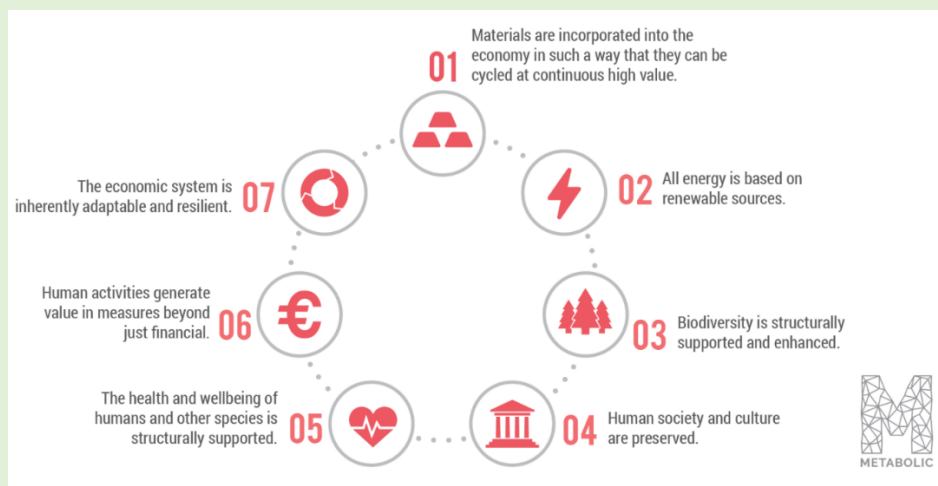 01
Materials are incorporated into the
economy in such a way that they can be
cycled at continuous high value.
02
All energy is based on
renewable sources.
03
Biodiversity is structurally
supported and enhanced.
04
Human society and culture
are preserved.
05
The health and wellbeing of
humans and other species is
structurally supported.
06
Human activities generate
value in measures beyond
just financial.
€
07
The economic system is
inherently adaptable and resilient.
M
METABOLIC